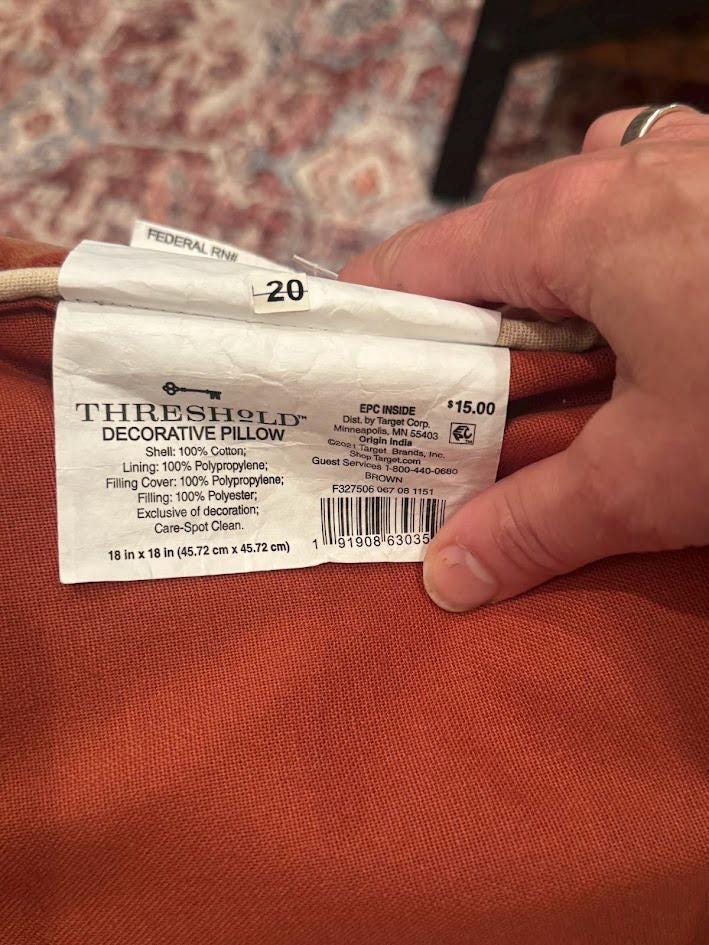 FEDERAL RN#
20
THRESHOLD™
DECORATIVE PILLOW
Shell: 100% Cotton;
Lining: 100% Polypropylene;
Filling Cover: 100% Polypropylene;
Filling: 100% Polyester;
Exclusive of decoration;
Care-Spot Clean.
18 in x 18 in (45.72 cm x 45.72 cm)
EPC INSIDE
$15.00
Dist. by Target Corp.
Minneapolis, MN 55403
Origin India
©2021 Target Brands, Inc.
Shop Target.com
Guest Services 1-800-440-0680
BROWN
F327506 067 08 1151
1 91908 63035